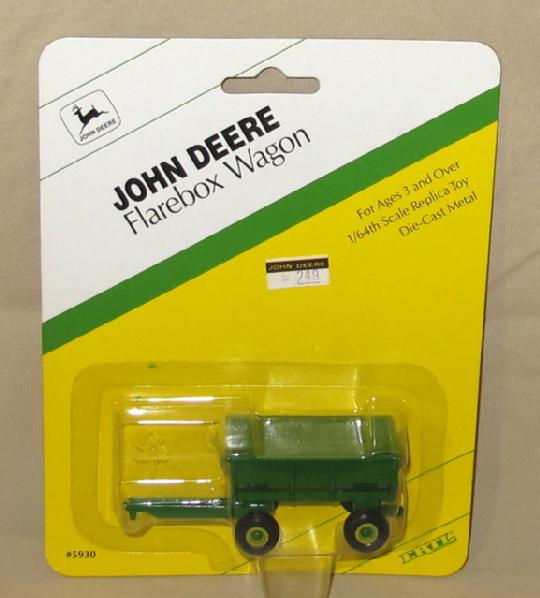 JOHN DEERE
JOHN DEERE
Flarebox Wagon
For Ages 3 and Over
1/64th Scale Replica Toy
Die-Cast Metal
JOHN DEERE
249
#5930
ERTL